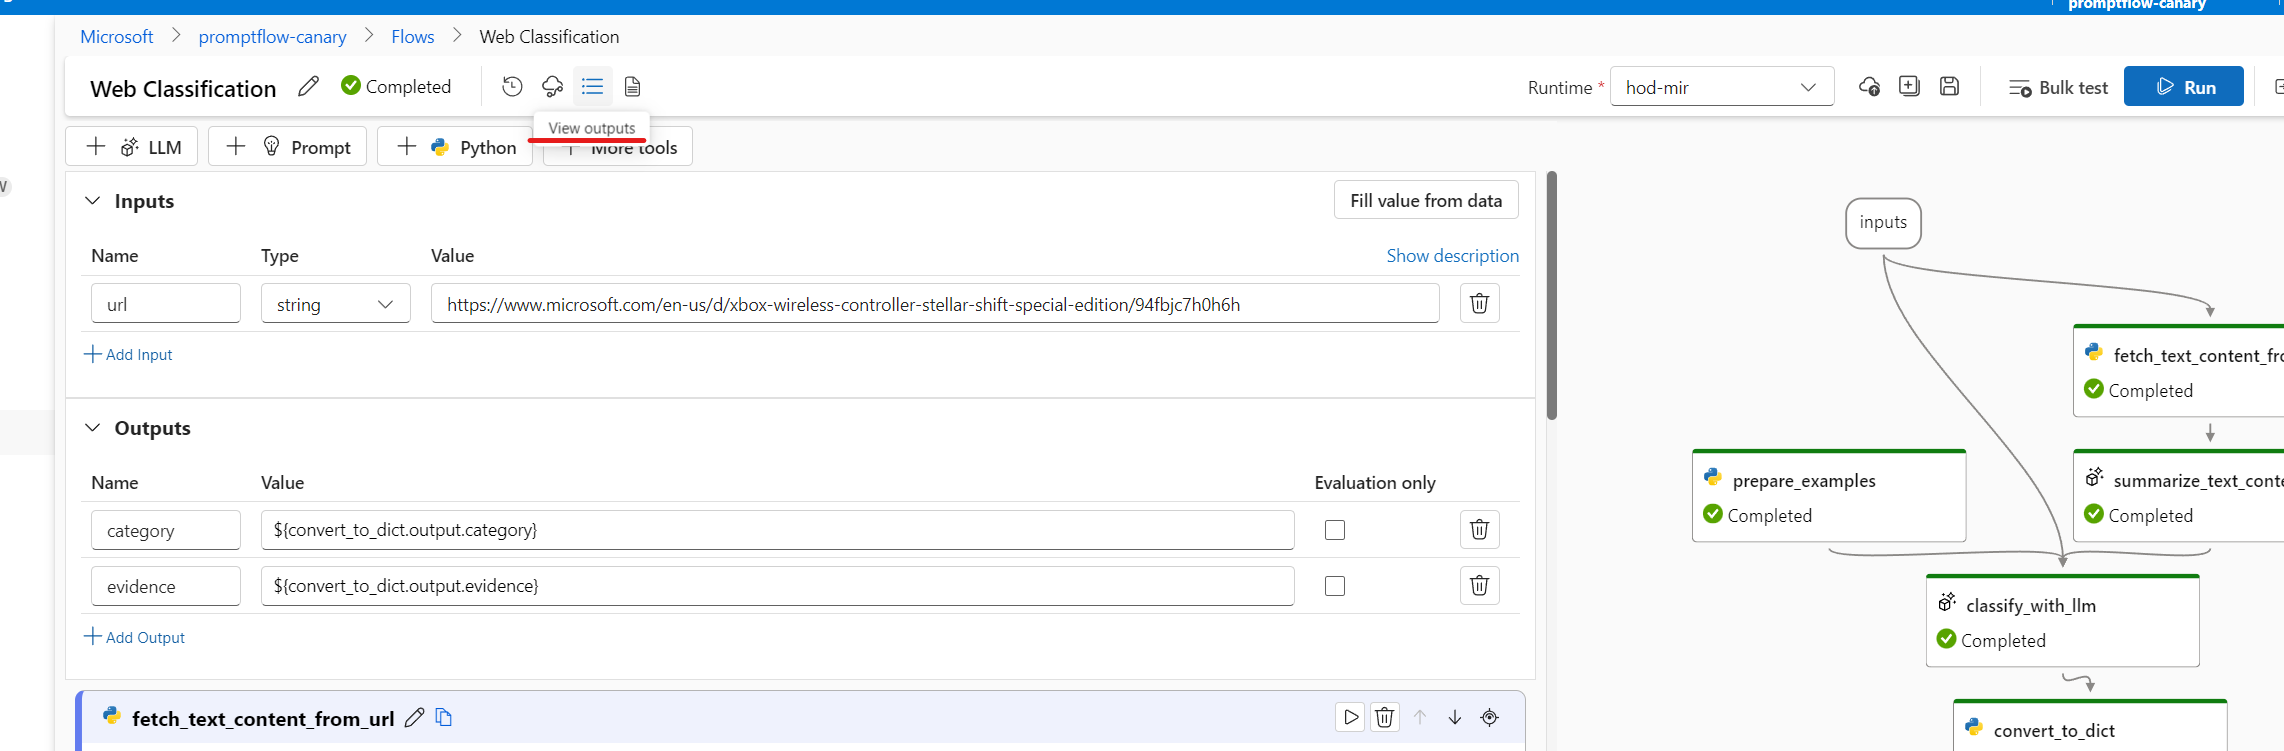 promptflow-canary
Microsoft > promptflow-canary > Flows > Web Classification
Web Classification Completed Runtime * hod-mir Bulk test Run
View outputs
LLM Prompt Python More tools
Inputs Fill value from data
Name Type Value Show description
url string https://www.microsoft.com/en-us/d/xbox-wireless-controller-stellar-shift-special-edition/94fbjc7h0h6h
+ Add Input
Outputs
Name Value Evaluation only
category ${convert_to_dict.output.category}
evidence ${convert_to_dict.output.evidence}
+ Add Output
fetch_text_content_from_url
inputs
fetch_text_content_fr
Completed
prepare_examples
Completed
summarize_text_conte
Completed
classify_with_llm
Completed
convert_to_dict